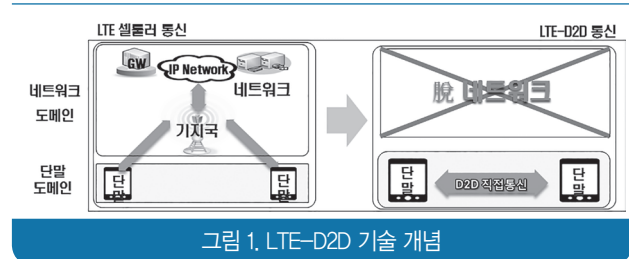 LTE 셀룰러 통신
LTE-D2D 통신
GW
IP Network
네트워크
네트워크
도메인
기지국
脫 네트워크
단말
도메인
단말
단말
D2D 직접통신
단말
단말
그림 1. LTE-D2D 기술 개념